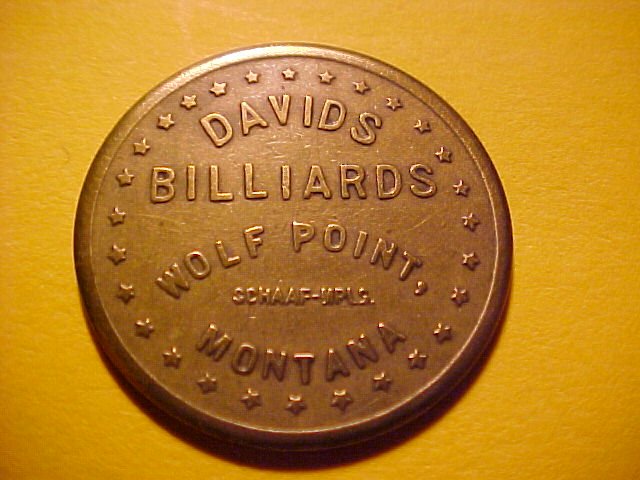 DAVIDS
BILLIARDS
WOLF POINT,
SCHAAF-MPLS.
MONTANA